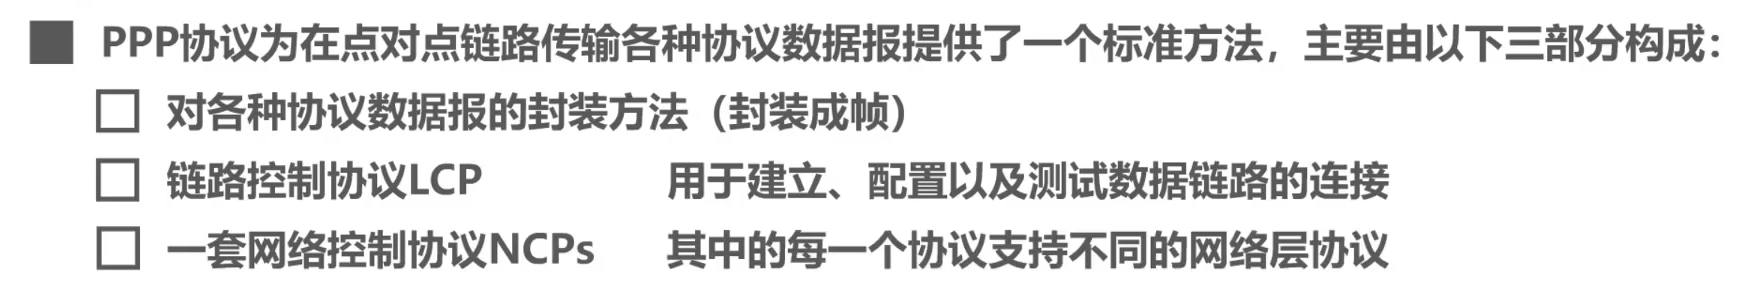 PPP协议为在点对点链路传输各种协议数据报提供了一个标准方法，主要由以下三部分构成：
对各种协议数据报的封装方法（封装成帧）
链路控制协议LCP 用于建立、配置以及测试数据链路的连接
一套网络控制协议NCPs 其中的每一个协议支持不同的网络层协议